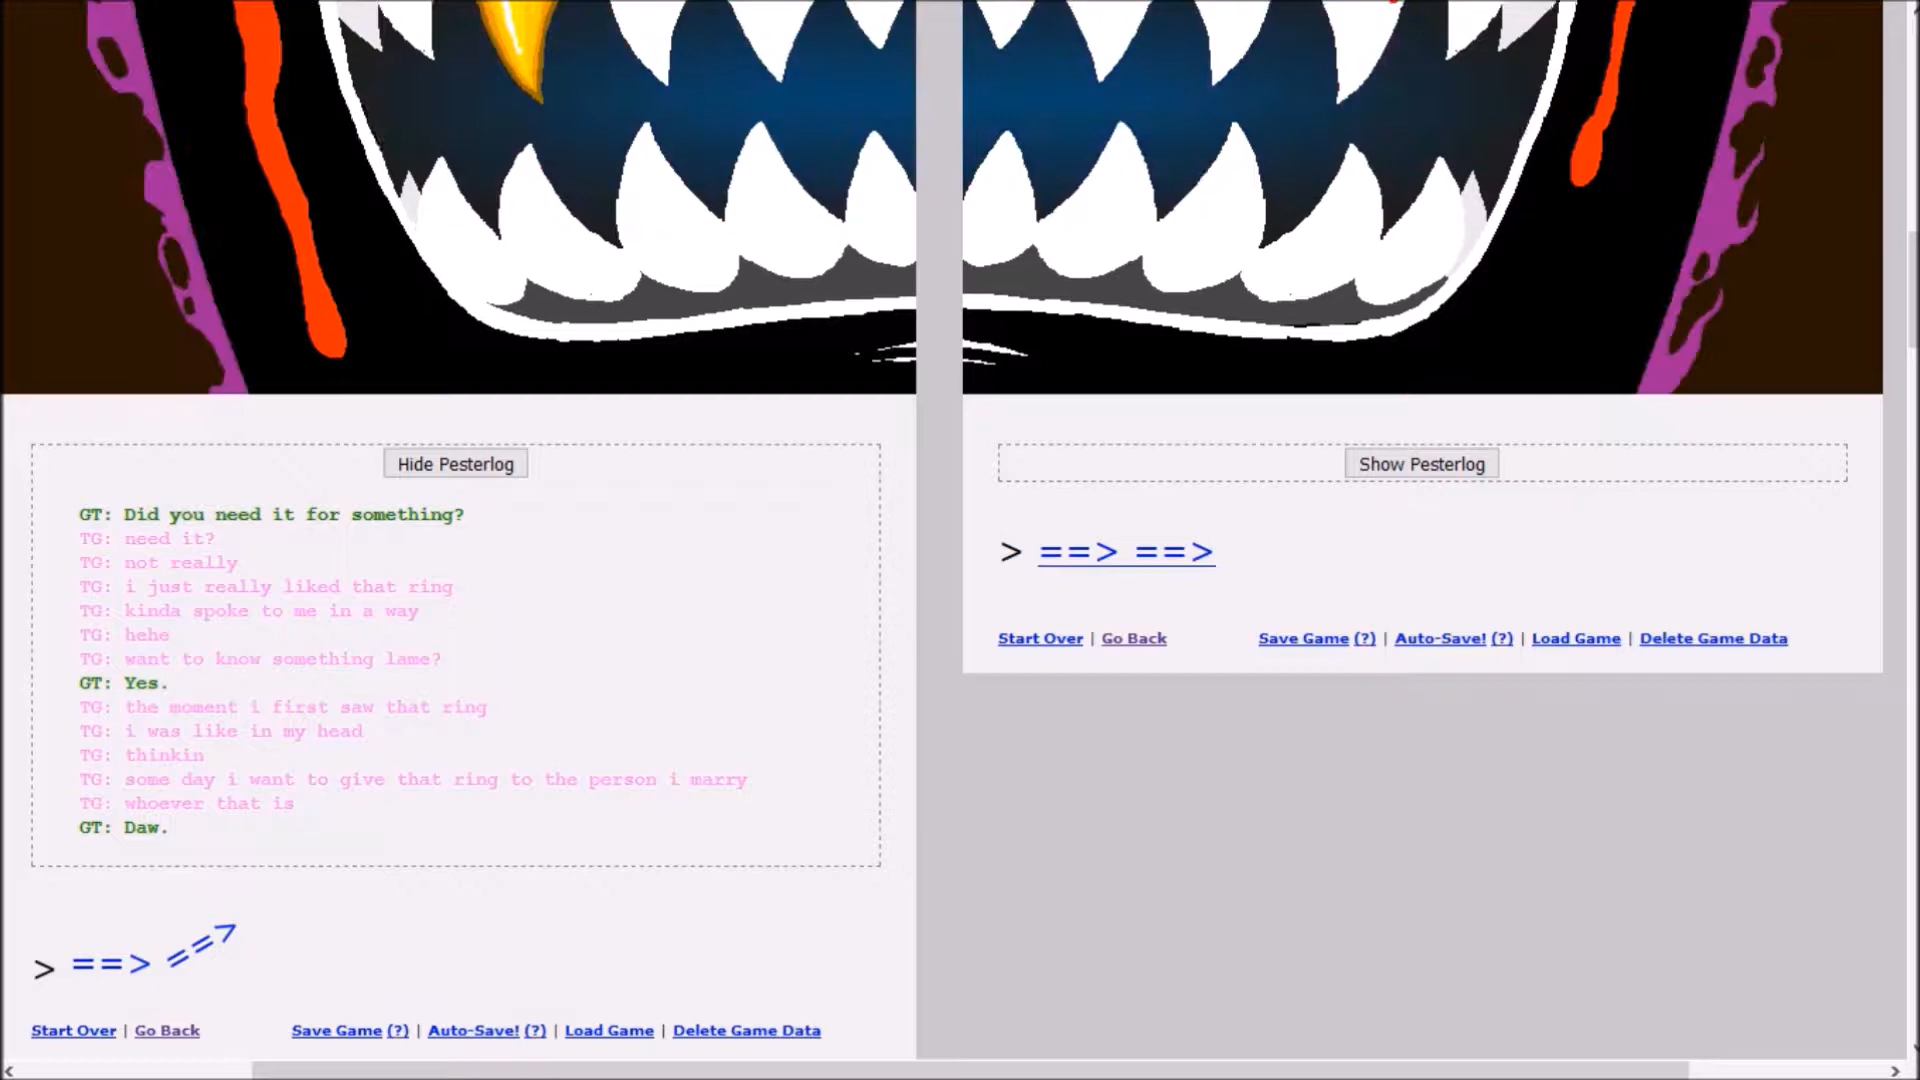 Hide Pesterlog
GT: Did you need it for something?
TG: need it?
TG: not really
TG: i just really liked that ring
TG: kinda spoke to me in a way
TG: hehe
TG: want to know something lame?
GT: Yes.
TG: the moment i first saw that ring
TG: i was like in my head
TG: thinkin
TG: some day i want to give that ring to the person i marry
TG: whoever that is
GT: Daw.
> ==> ==>
Start Over | Go Back Save Game (?) | Auto-Save! (?) | Load Game | Delete Game Data
Show Pesterlog
> ==> ==>
Start Over | Go Back Save Game (?) | Auto-Save! (?) | Load Game | Delete Game Data